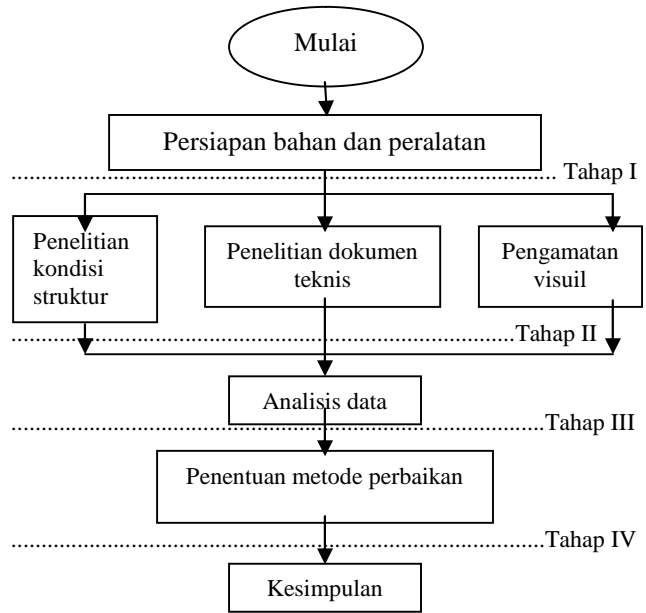 Mulai
Persiapan bahan dan peralatan
........................................................................................... Tahap I
Penelitian
kondisi
struktur
Penelitian dokumen
teknis
Pengamatan
visuil
....................................................................................Tahap II
Analisis data
.........................................................................................Tahap III
Penentuan metode perbaikan
.........................................................................................Tahap IV
Kesimpulan